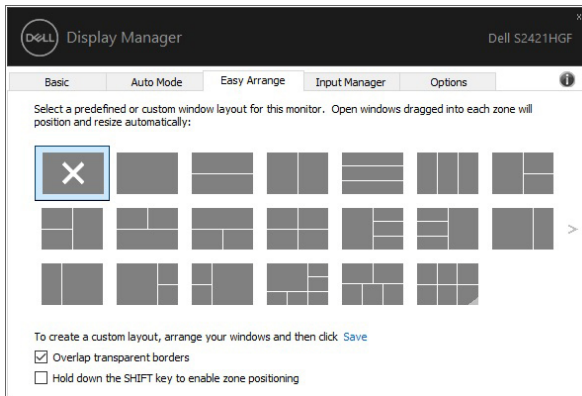 DELL Display Manager
Dell S2421HGF
Basic Auto Mode Easy Arrange Input Manager Options
Select a predefined or custom window layout for this monitor. Open windows dragged into each zone will
position and resize automatically:
To create a custom layout, arrange your windows and then click Save
Overlap transparent borders
Hold down the SHIFT key to enable zone positioning